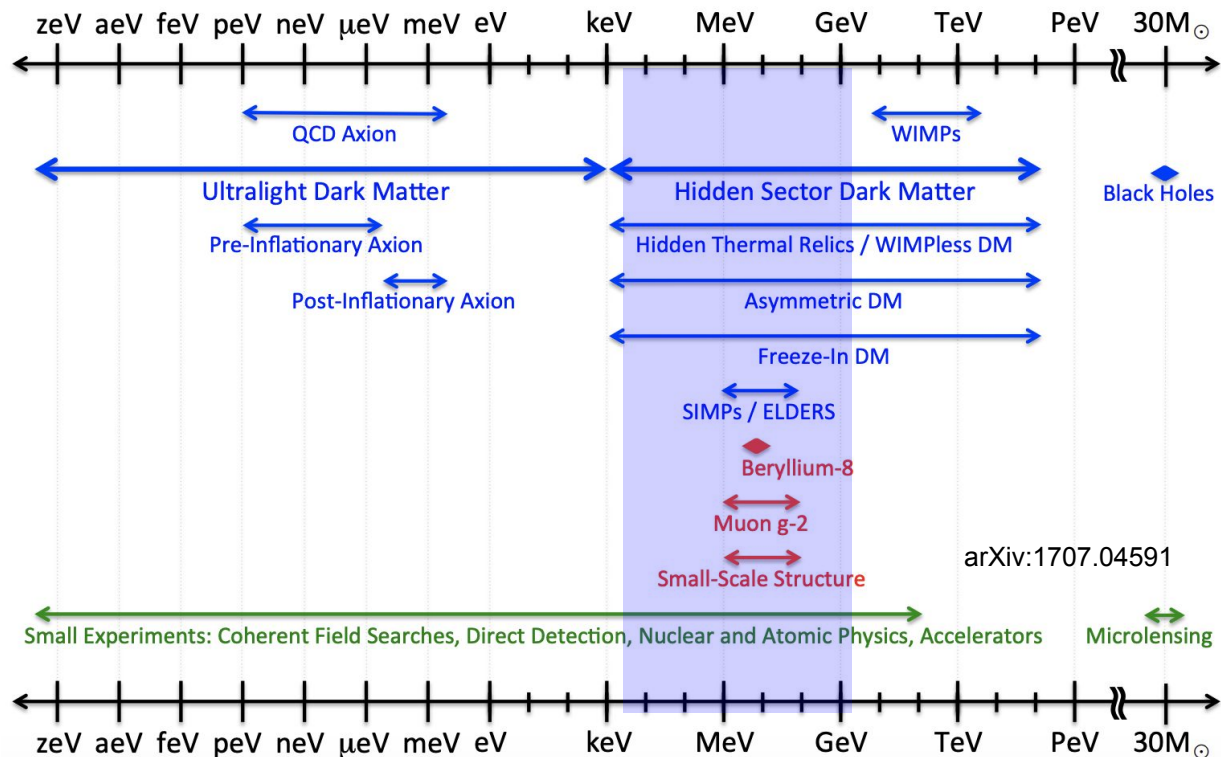 zeV aeV feV peV neV μeV meV eV keV MeV GeV TeV PeV 30M☉
QCD Axion WIMPs
Ultralight Dark Matter Hidden Sector Dark Matter Black Holes
Pre-Inflationary Axion Hidden Thermal Relics / WIMPless DM
Post-Inflationary Axion Asymmetric DM
Freeze-In DM
SIMPs / ELDERS
Beryllium-8
Muon g-2
arXiv:1707.04591
Small-Scale Structure
Small Experiments: Coherent Field Searches, Direct Detection, Nuclear and Atomic Physics, Accelerators Microlensing
zeV aeV feV peV neV μeV meV eV keV MeV GeV TeV PeV 30M☉